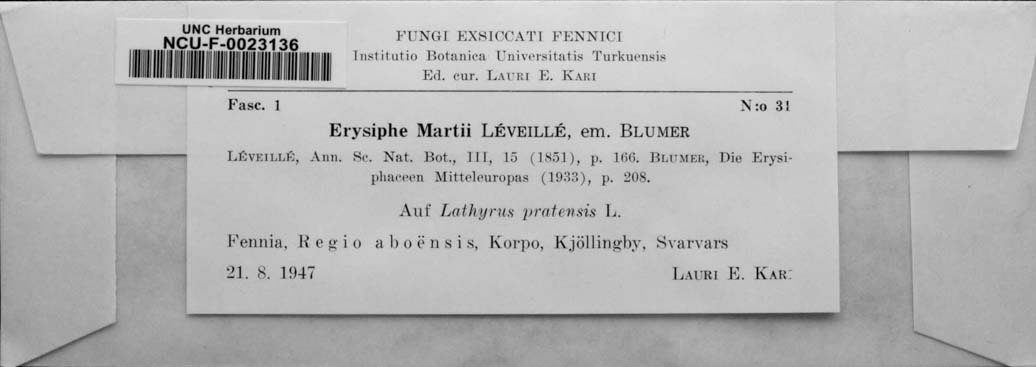 UNC Herbarium
NCU-F-0023136
FUNGI EXSICCATI FENNICI
Institutio Botanica Universitatis Turkuensis
Ed. cur. LAURI E. KARI
Fasc. 1 N:o 31
Erysiphe Martii LÉVEILLÉ, em. BLUMER
LÉVEILLÉ, Ann. Sc. Nat. Bot., III, 15 (1851), p. 166. BLUMER, Die Erysi-
phaceen Mitteleuropas (1933), p. 208.
Auf Lathyrus pratensis L.
Fennia, Regio aboënsis, Korpo, Kjöllingby, Svarvars
21. 8. 1947 LAURI E. KARI